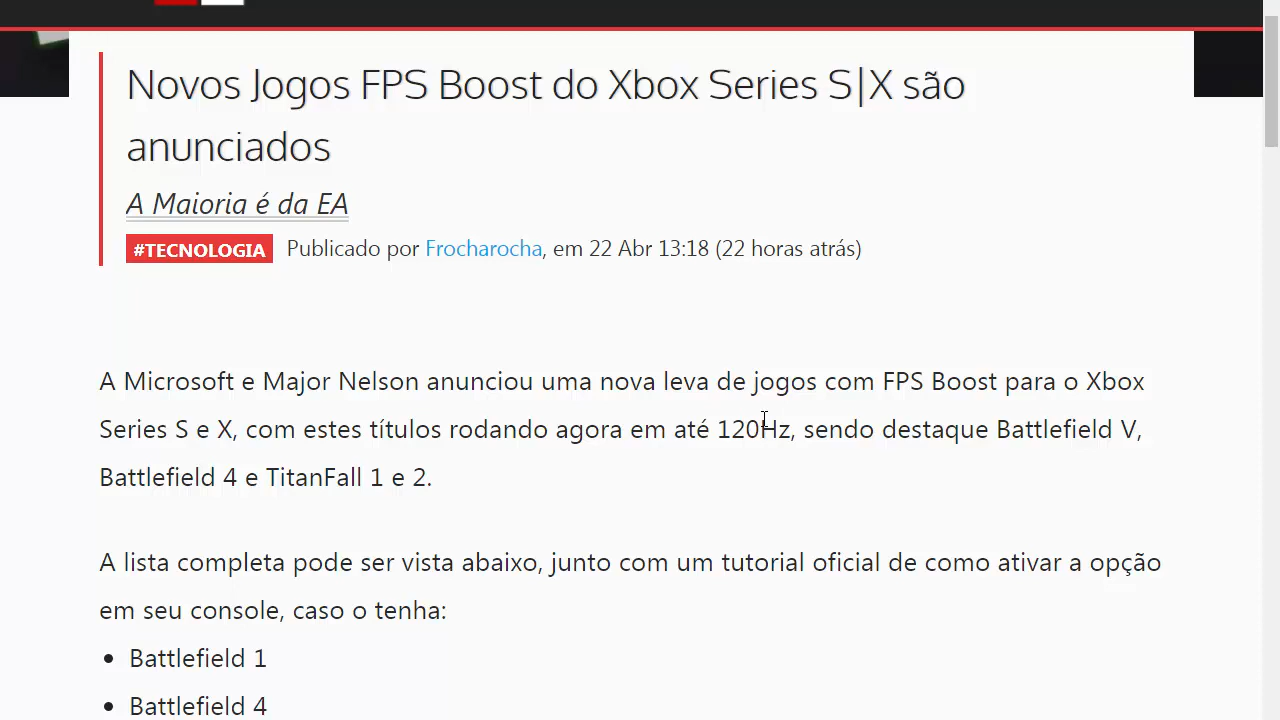 Novos Jogos FPS Boost do Xbox Series S|X são
anunciados
A Maioria é da EA
#TECNOLOGIA Publicado por Frocharocha, em 22 Abr 13:18 (22 horas atrás)
A Microsoft e Major Nelson anunciou uma nova leva de jogos com FPS Boost para o Xbox
Series S e X, com estes títulos rodando agora em até 120Hz, sendo destaque Battlefield V,
Battlefield 4 e TitanFall 1 e 2.
A lista completa pode ser vista abaixo, junto com um tutorial oficial de como ativar a opção
em seu console, caso o tenha:
• Battlefield 1
• Battlefield 4